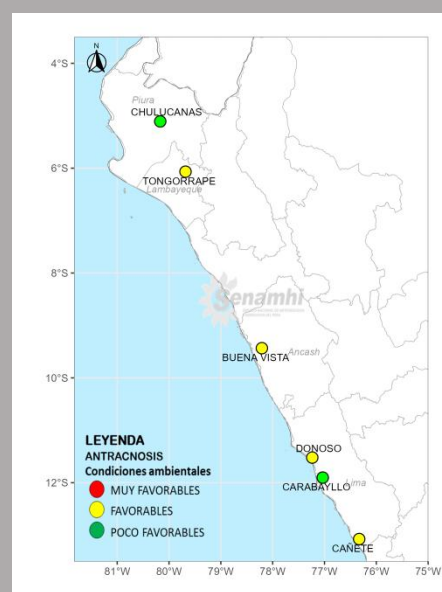 N
4°S
Piura
CHULUCANAS
6°S
TONGORRAPE
Lambayeque
8°S
Senamhi
BUENA VISTA
Ancash
10°S
LEYENDA
ANTRACNOSIS
Condiciones ambientales
MUY FAVORABLES
FAVORABLES
POCO FAVORABLES
DONOSO
12°S
CARABAYLLO
Lima
CAÑETE
81°W 80°W 79°W 78°W 77°W 76°W 75°W